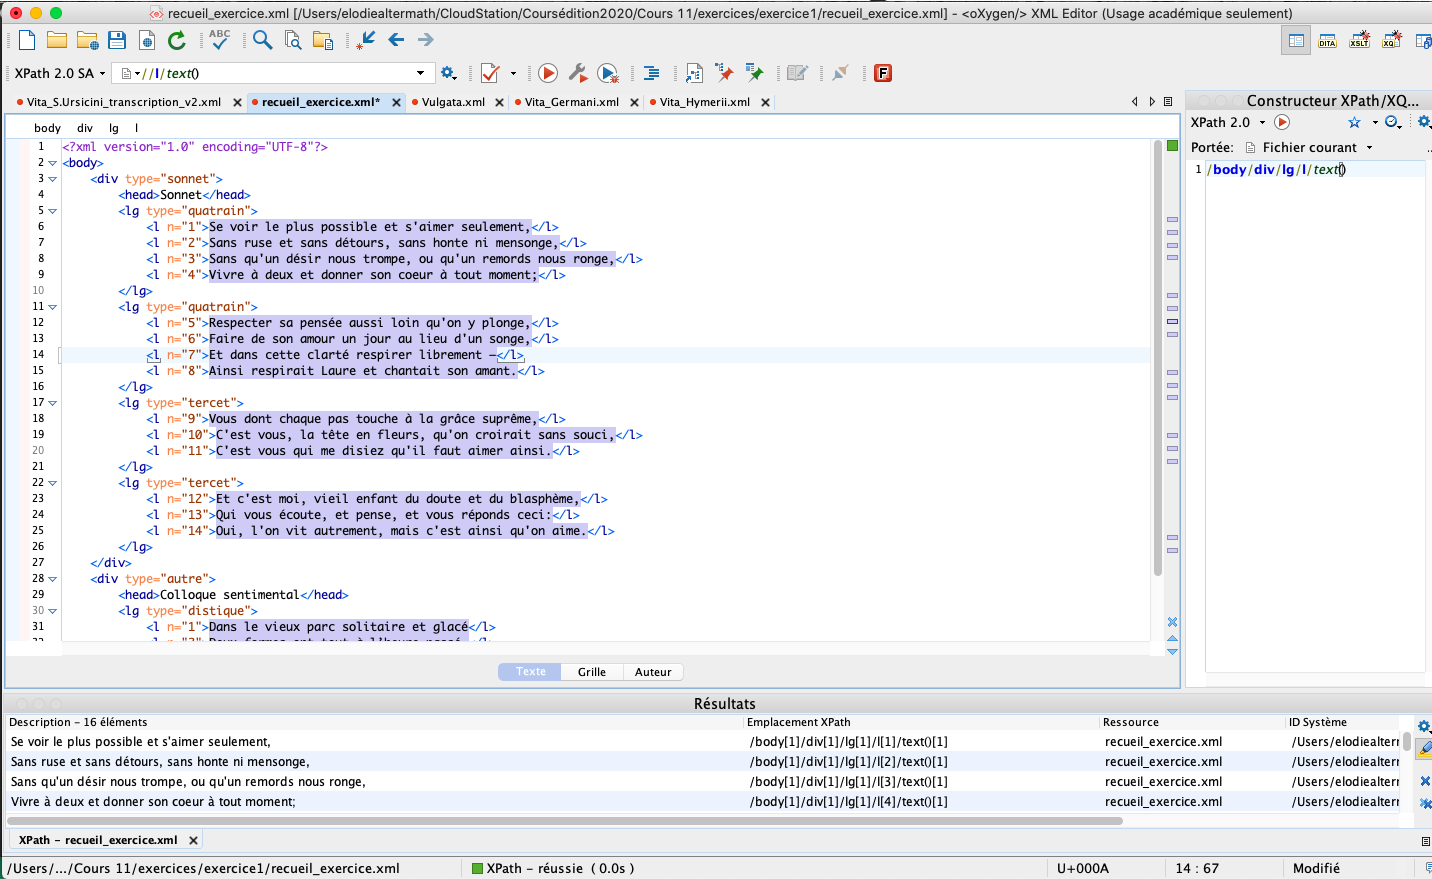 recueil_exercice.xml [/Users/elodiealtermath/CloudStation/Coursédition2020/Cours 11/exercices/exercice1/recueil_exercice.xml] - <oXygen/> XML Editor (Usage académique seulement)
ABC
DITA XSLT XQ
XPath 2.0 SA //l/text() F
Vita_S.Ursicini_transcription_v2.xml recueil_exercice.xml* Vulgata.xml Vita_Germani.xml Vita_Hymerii.xml
body div lg l
1 <?xml version="1.0" encoding="UTF-8"?>
2 <body>
3 <div type="sonnet">
4 <head>Sonnet</head>
5 <lg type="quatrain">
6 <l n="1">Se voir le plus possible et s'aimer seulement,</l>
7 <l n="2">Sans ruse et sans détours, sans honte ni mensonge,</l>
8 <l n="3">Sans qu'un désir nous trompe, ou qu'un remords nous ronge,</l>
9 <l n="4">Vivre à deux et donner son coeur à tout moment;</l>
10 </lg>
11 <lg type="quatrain">
12 <l n="5">Respecter sa pensée aussi loin qu'on y plonge,</l>
13 <l n="6">Faire de son amour un jour au lieu d'un songe,</l>
14 <l n="7">Et dans cette clarté respirer librement –</l>
15 <l n="8">Ainsi respirait Laure et chantait son amant.</l>
16 </lg>
17 <lg type="tercet">
18 <l n="9">Vous dont chaque pas touche à la grâce suprême,</l>
19 <l n="10">C'est vous, la tête en fleurs, qu'on croirait sans souci,</l>
20 <l n="11">C'est vous qui me disiez qu'il faut aimer ainsi.</l>
21 </lg>
22 <lg type="tercet">
23 <l n="12">Et c'est moi, vieil enfant du doute et du blasphème,</l>
24 <l n="13">Qui vous écoute, et pense, et vous réponds ceci:</l>
25 <l n="14">Oui, l'on vit autrement, mais c'est ainsi qu'on aime.</l>
26 </lg>
27 </div>
28 <div type="autre">
29 <head>Colloque sentimental</head>
30 <lg type="distique">
31 <l n="1">Dans le vieux parc solitaire et glacé</l>
Texte Grille Auteur
Constructeur XPath/XQ...
XPath 2.0
Portée: Fichier courant
1 /body/div/lg/l/text()
Résultats
Description – 16 éléments Emplacement XPath Ressource ID Système
Se voir le plus possible et s'aimer seulement, /body[1]/div[1]/lg[1]/l[1]/text()[1] recueil_exercice.xml /Users/elodiealterr
Sans ruse et sans détours, sans honte ni mensonge, /body[1]/div[1]/lg[1]/l[2]/text()[1] recueil_exercice.xml /Users/elodiealterr
Sans qu'un désir nous trompe, ou qu'un remords nous ronge, /body[1]/div[1]/lg[1]/l[3]/text()[1] recueil_exercice.xml /Users/elodiealterr
Vivre à deux et donner son coeur à tout moment; /body[1]/div[1]/lg[1]/l[4]/text()[1] recueil_exercice.xml /Users/elodiealterr
XPath – recueil_exercice.xml
/Users/.../Cours 11/exercices/exercice1/recueil_exercice.xml XPath – réussie (0.0s) U+000A 14 : 67 Modifié